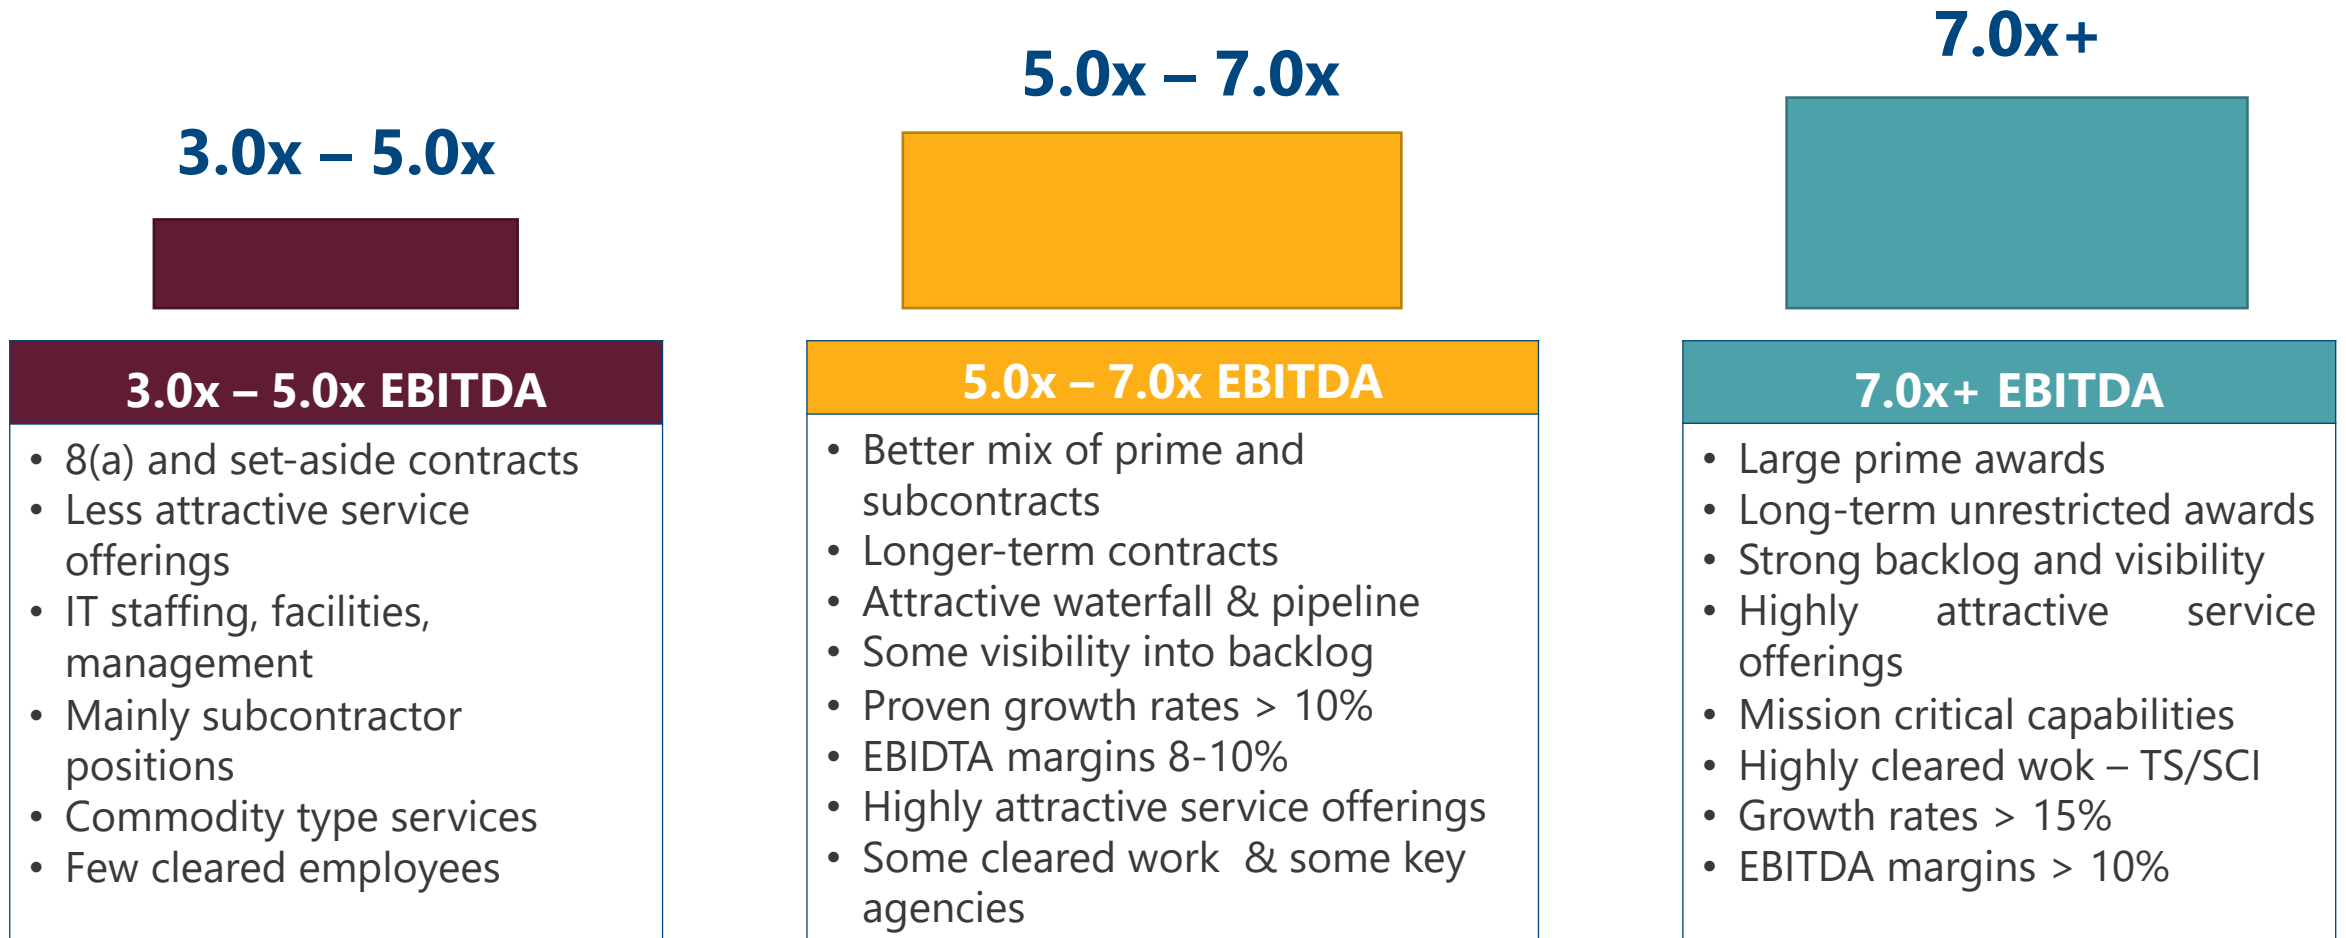 3.0x – 5.0x
5.0x – 7.0x
7.0x+
3.0x – 5.0x EBITDA
• 8(a) and set-aside contracts
• Less attractive service
offerings
• IT staffing, facilities,
management
• Mainly subcontractor
positions
• Commodity type services
• Few cleared employees
5.0x – 7.0x EBITDA
• Better mix of prime and
subcontracts
• Longer-term contracts
• Attractive waterfall & pipeline
• Some visibility into backlog
• Proven growth rates > 10%
• EBIDTA margins 8-10%
• Highly attractive service offerings
• Some cleared work & some key
agencies
7.0x+ EBITDA
• Large prime awards
• Long-term unrestricted awards
• Strong backlog and visibility
• Highly attractive service
offerings
• Mission critical capabilities
• Highly cleared wok – TS/SCI
• Growth rates > 15%
• EBITDA margins > 10%